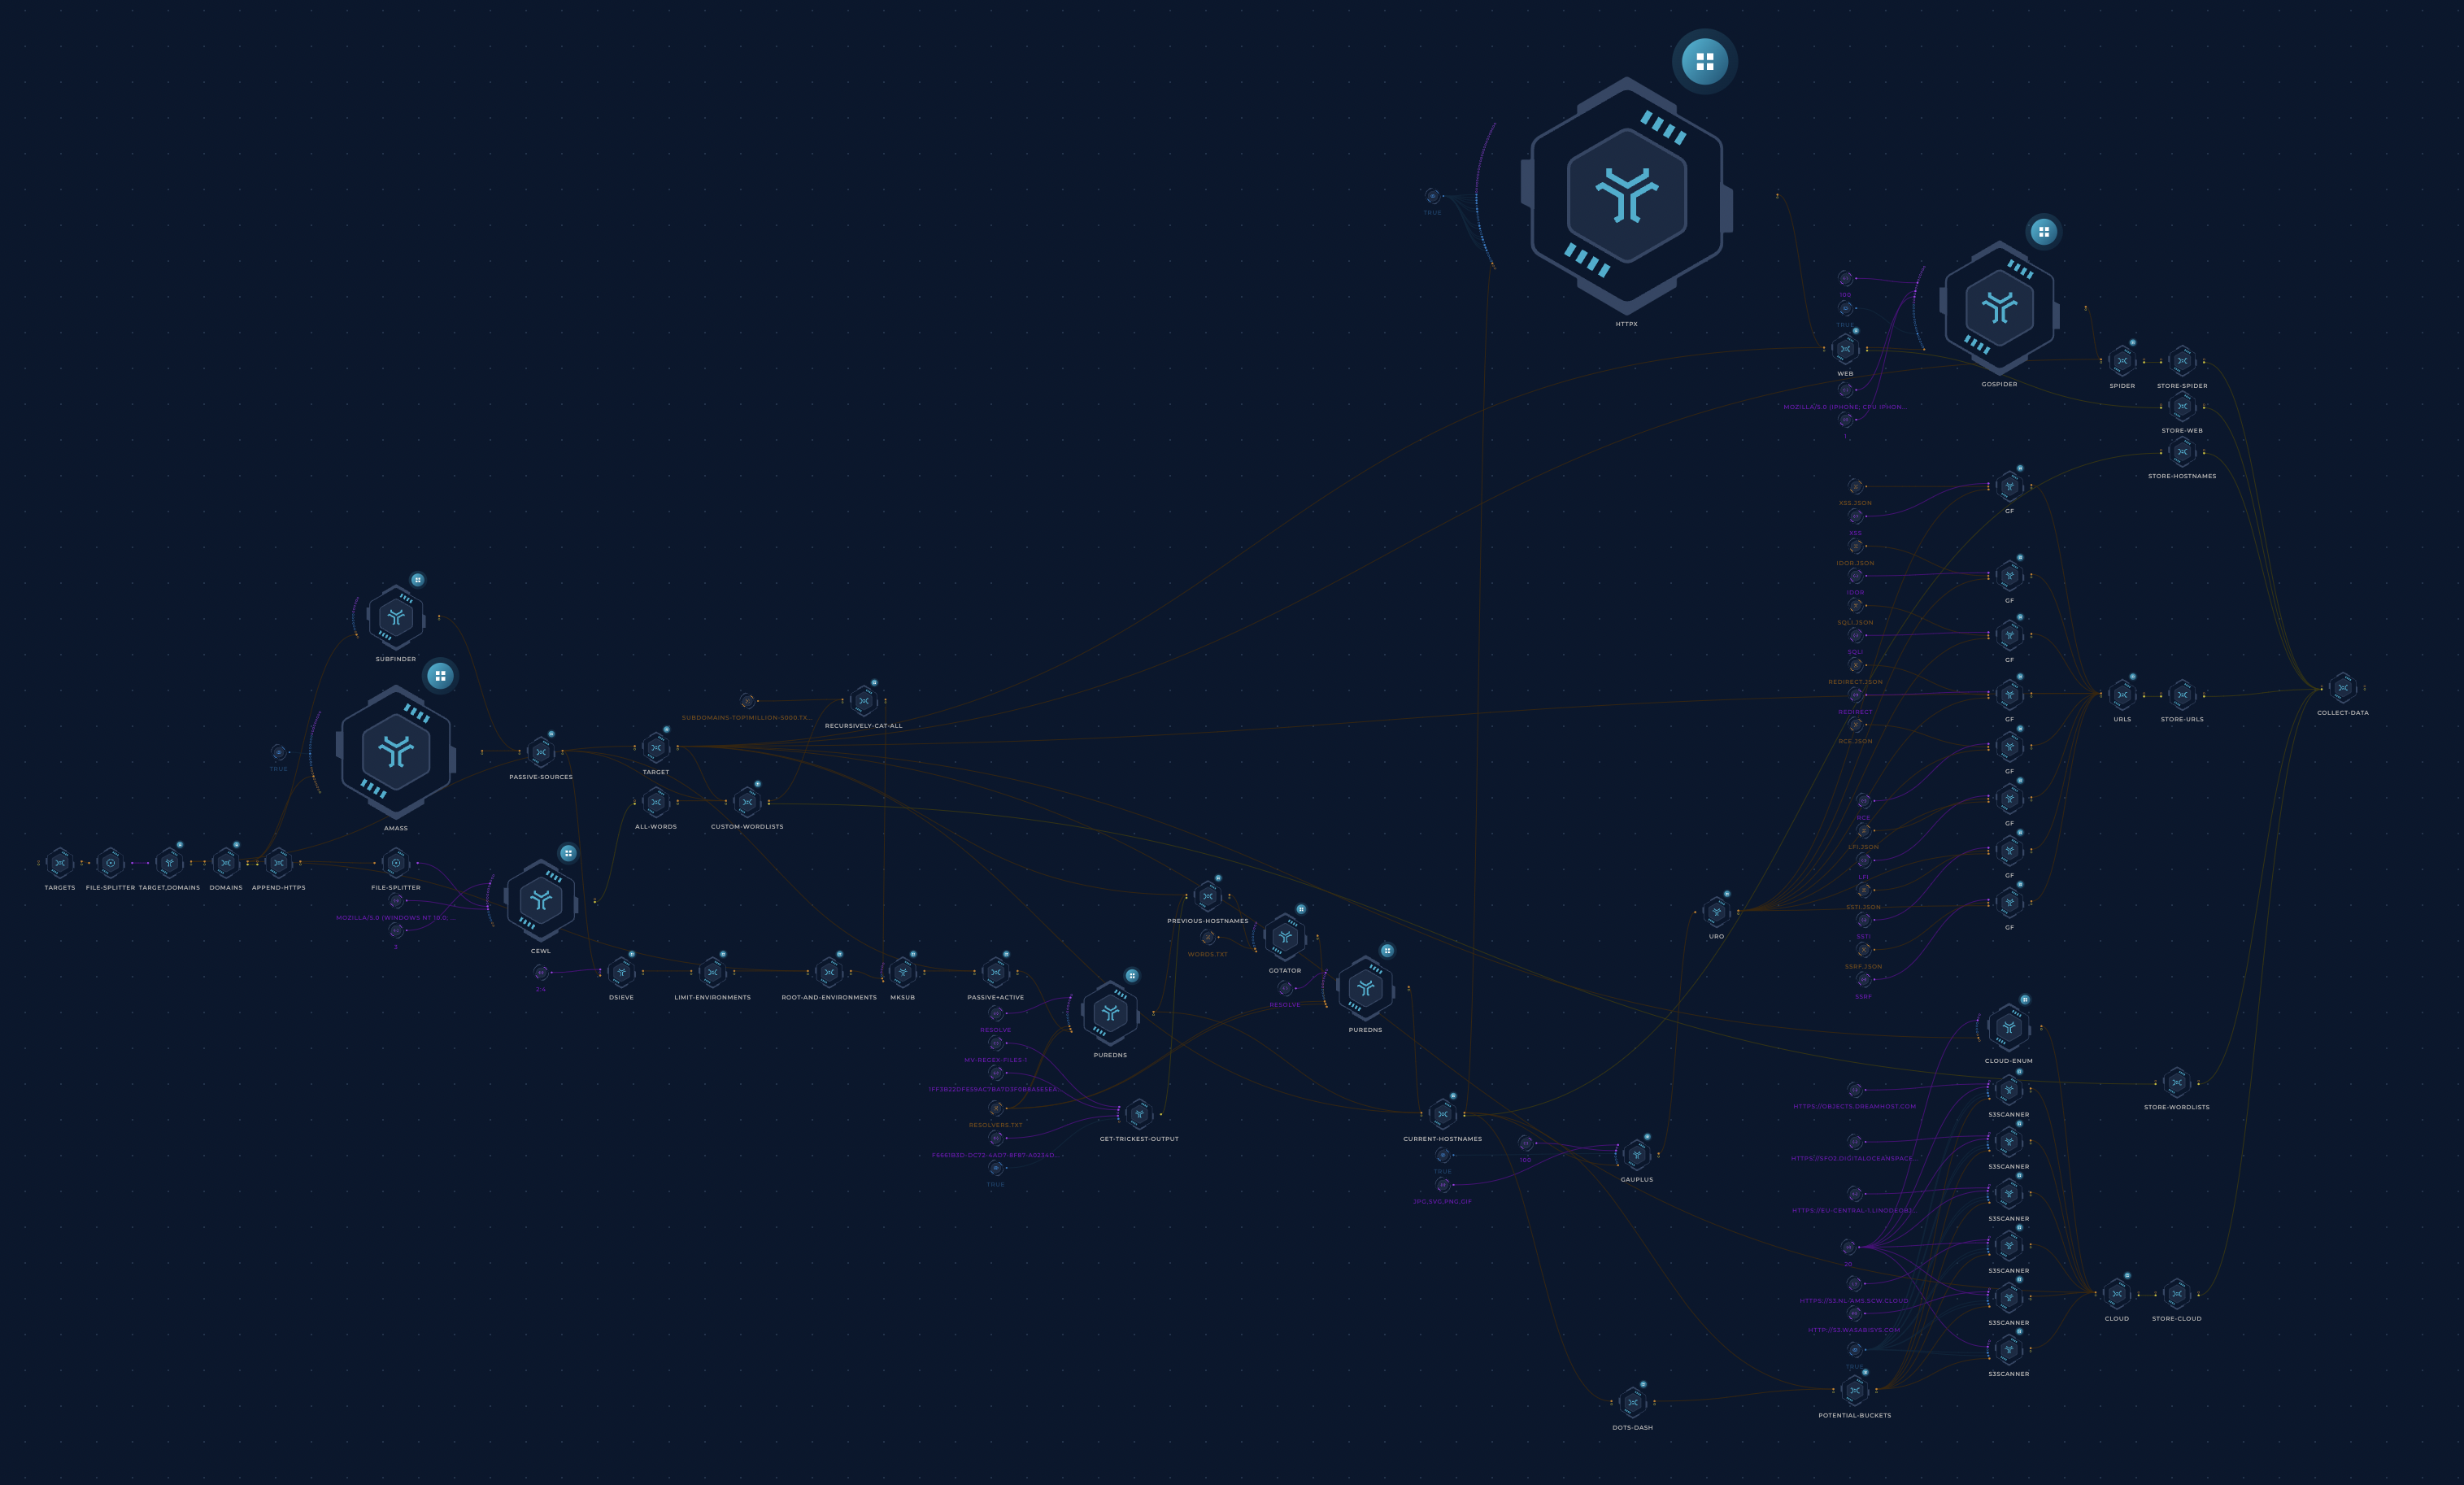 TRUE
HTTPX
100
TRUE
WEB
GOSPIDER
SPIDER
STORE-SPIDER
MOZILLA/5.0 (IPHONE; CPU IPHON...
1
STORE-WEB
STORE-HOSTNAMES
XSS.JSON
GF
XSS
IDOR.JSON
IDOR
GF
SQLI.JSON
SQLI
GF
REDIRECT.JSON
REDIRECT
GF
RCE.JSON
GF
RCE
GF
LFI.JSON
LFI
GF
SSTI.JSON
SSTI
GF
SSRF.JSON
SSRF
URLS
STORE-URLS
COLLECT-DATA
SUBFINDER
TRUE
AMASS
PASSIVE-SOURCES
TARGET
SUBDOMAINS-TOP1MILLION-5000.TX...
RECURSIVELY-CAT-ALL
ALL-WORDS
CUSTOM-WORDLISTS
TARGETS
FILE-SPLITTER
TARGET_DOMAINS
DOMAINS
APPEND-HTTPS
FILE-SPLITTER
MOZILLA/5.0 (WINDOWS NT 10.0; ...
CEWL
2:4
DSIEVE
LIMIT-ENVIRONMENTS
ROOT-AND-ENVIRONMENTS
MKSUB
PASSIVE+ACTIVE
RESOLVE
MV-REGEX-FILES-1
RESOLVERS.TXT
TRUE
PUREDNS
GET-TRICKEST-OUTPUT
PREVIOUS-HOSTNAMES
WORDS.TXT
GOTATOR
RESOLVE
PUREDNS
CURRENT-HOSTNAMES
TRUE
JPG,SVG,PNG,GIF
100
GAUPLUS
URO
DOTS-DASH
CLOUD-ENUM
HTTPS://OBJECTS.DREAMHOST.COM
S3SCANNER
HTTPS://SFO2.DIGITALOCEANSPACE...
S3SCANNER
HTTPS://EU-CENTRAL-1.LINODEOBJ...
S3SCANNER
20
S3SCANNER
HTTPS://S3.NL-AMS.SCW.CLOUD
S3SCANNER
HTTP://S3.WASABISYS.COM
TRUE
S3SCANNER
POTENTIAL-BUCKETS
STORE-WORDLISTS
CLOUD
STORE-CLOUD